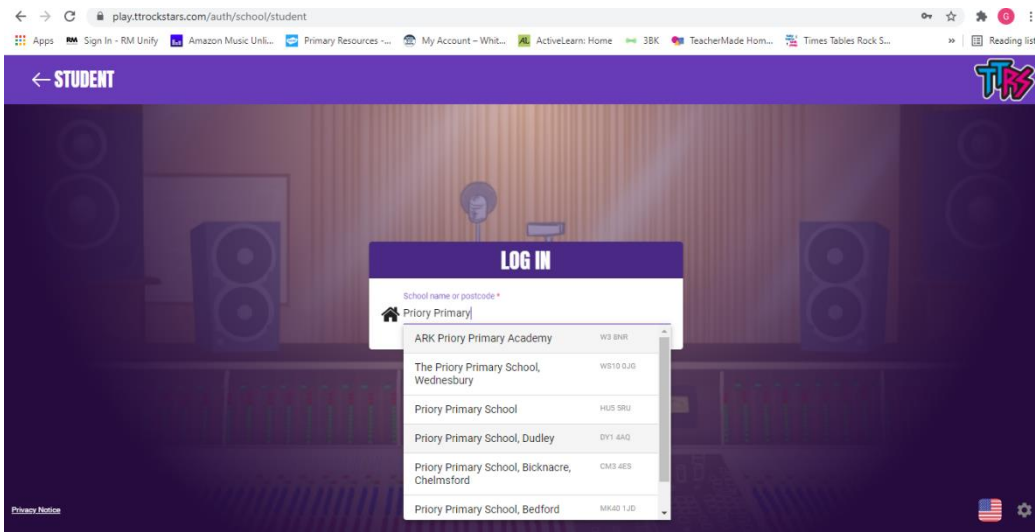 play.ttrockstars.com/auth/school/student
G
Apps RM Sign In - RM Unify Amazon Music Unli... Primary Resources -... My Account – Whit... AL ActiveLearn: Home 3BK TeacherMade Hom... Times Tables Rock S... » Reading list
← STUDENT
TTRS
LOG IN
School name or postcode *
Priory Primary
ARK Priory Primary Academy W3 8NR
The Priory Primary School, WS10 0JG
Wednesbury
Priory Primary School HU5 5RU
Priory Primary School, Dudley DY1 4AQ
Priory Primary School, Bicknacre, CM3 4ES
Chelmsford
Priory Primary School, Bedford MK40 1JD
Privacy Notice